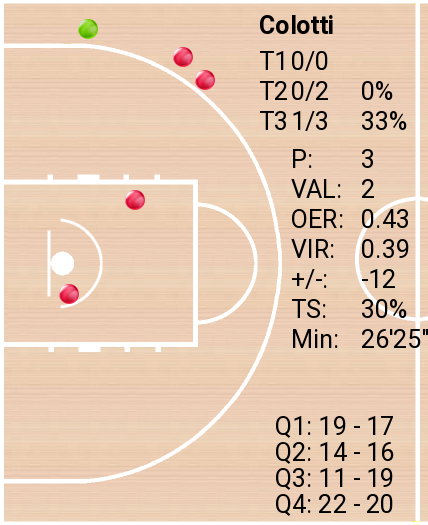 Colotti
T1 0/0
T2 0/2 0%
T3 1/3 33%
P: 3
VAL: 2
OER: 0.43
VIR: 0.39
+/-: -12
TS: 30%
Min: 26'25"
Q1: 19 - 17
Q2: 14 - 16
Q3: 11 - 19
Q4: 22 - 20